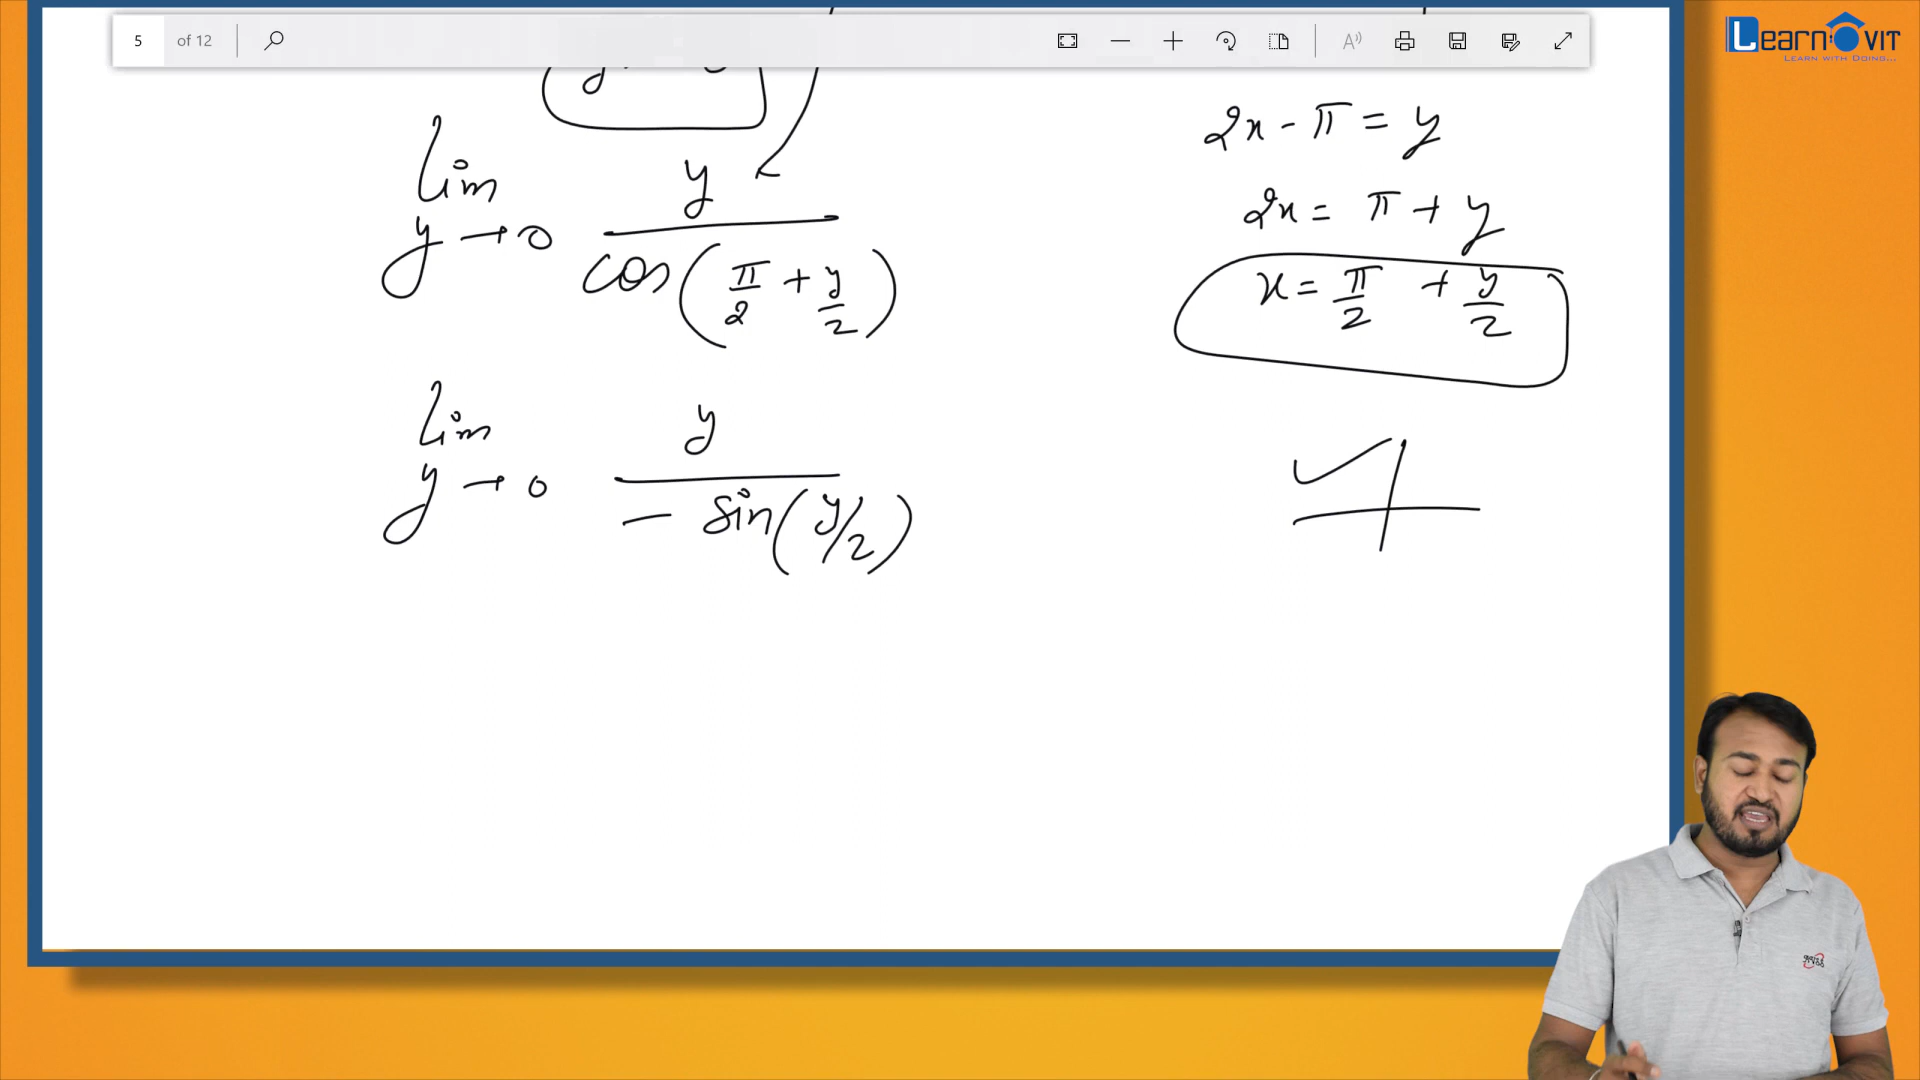 5 of 12
LearnOVIT
LEARN WITH DOING...
2x - π = y
lim y→0 y / cos(π/2 + y/2)
2x = π + y
x = π/2 + y/2
lim y→0 y / - sin(y/2)